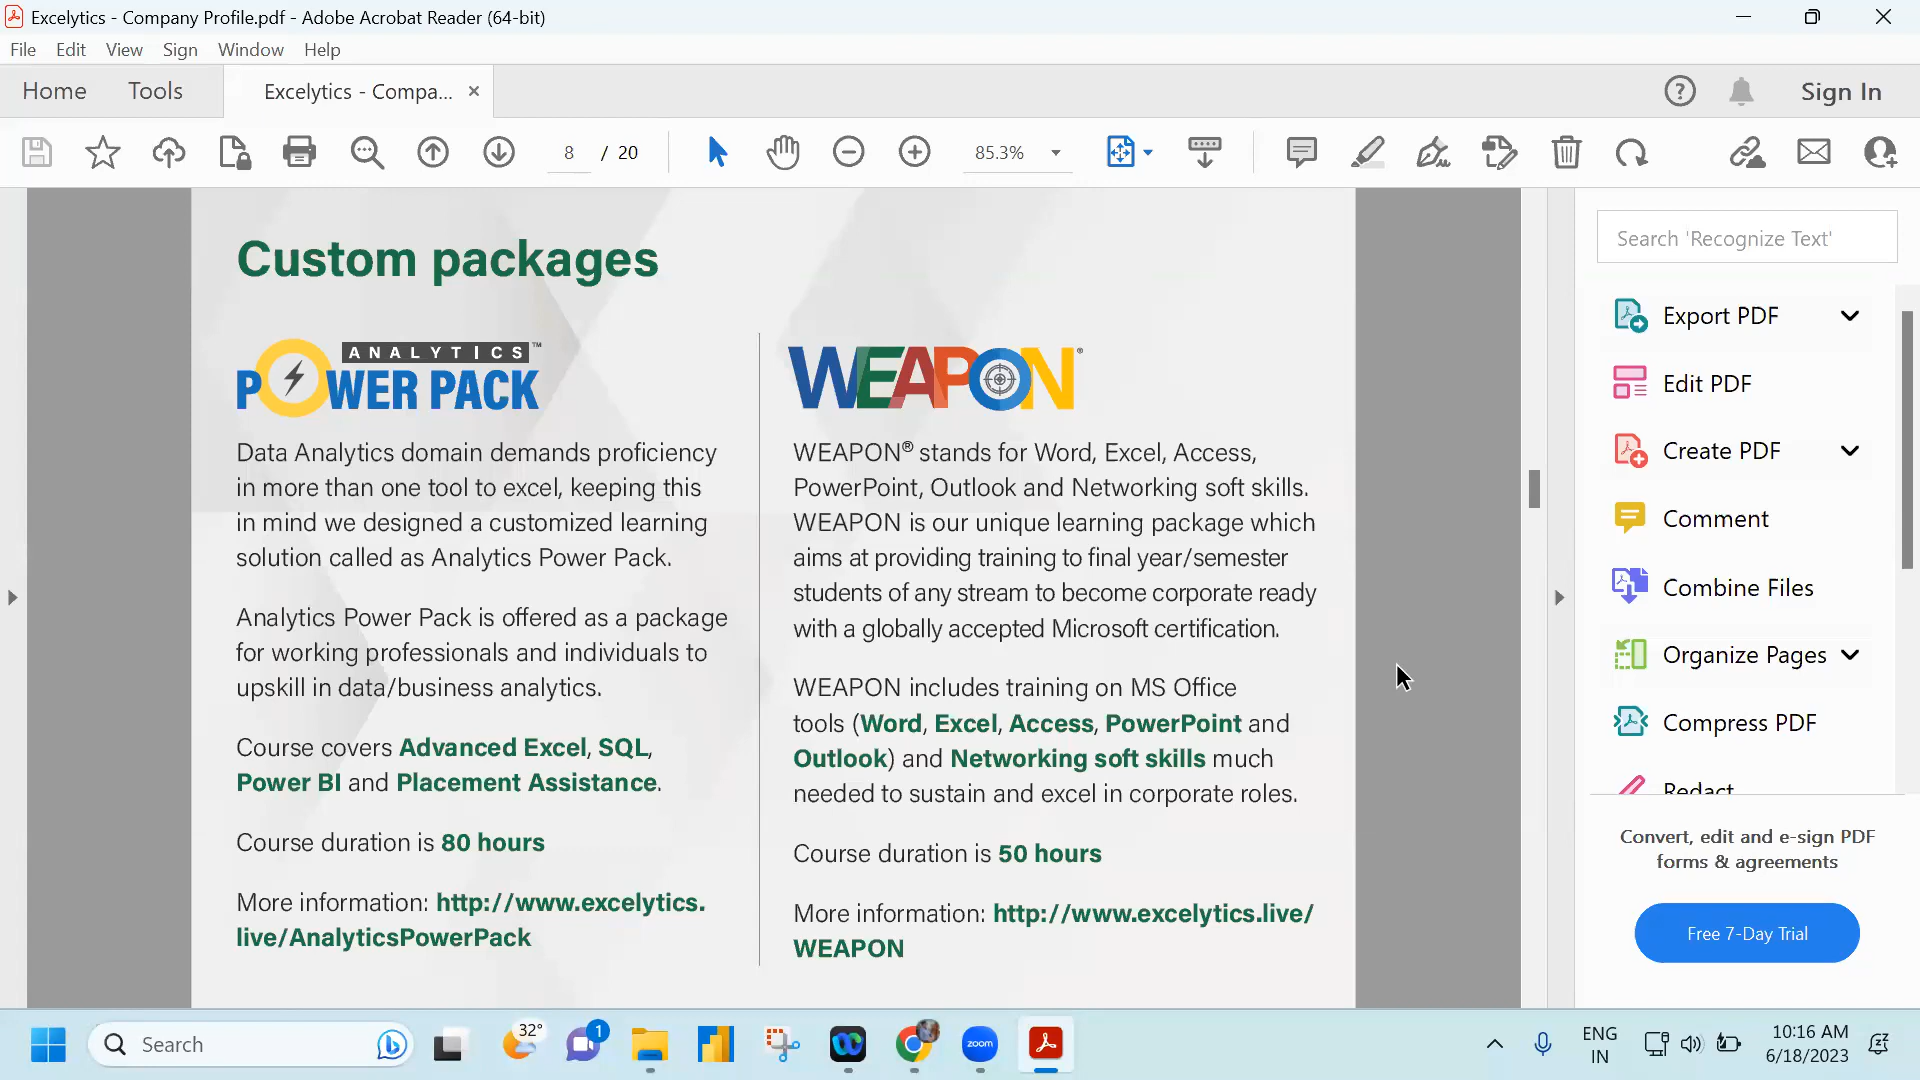 Excelytics - Company Profile.pdf - Adobe Acrobat Reader (64-bit)
File Edit View Sign Window Help
Home Tools Excelytics - Compa... × Sign In
8 / 20 85.3%
Search 'Recognize Text'
Export PDF
Edit PDF
Create PDF
Comment
Combine Files
Organize Pages
Compress PDF
Redact
Convert, edit and e-sign PDF
forms & agreements
Free 7-Day Trial
Custom packages
ANALYTICS™
POWER PACK
Data Analytics domain demands proficiency
in more than one tool to excel, keeping this
in mind we designed a customized learning
solution called as Analytics Power Pack.
Analytics Power Pack is offered as a package
for working professionals and individuals to
upskill in data/business analytics.
Course covers Advanced Excel, SQL,
Power BI and Placement Assistance.
Course duration is 80 hours
More information: http://www.excelytics.
live/AnalyticsPowerPack
WEAPON®
WEAPON® stands for Word, Excel, Access,
PowerPoint, Outlook and Networking soft skills.
WEAPON is our unique learning package which
aims at providing training to final year/semester
students of any stream to become corporate ready
with a globally accepted Microsoft certification.
WEAPON includes training on MS Office
tools (Word, Excel, Access, PowerPoint and
Outlook) and Networking soft skills much
needed to sustain and excel in corporate roles.
Course duration is 50 hours
More information: http://www.excelytics.live/
WEAPON
Search
32°
1
zoom
ENG
IN
10:16 AM
6/18/2023